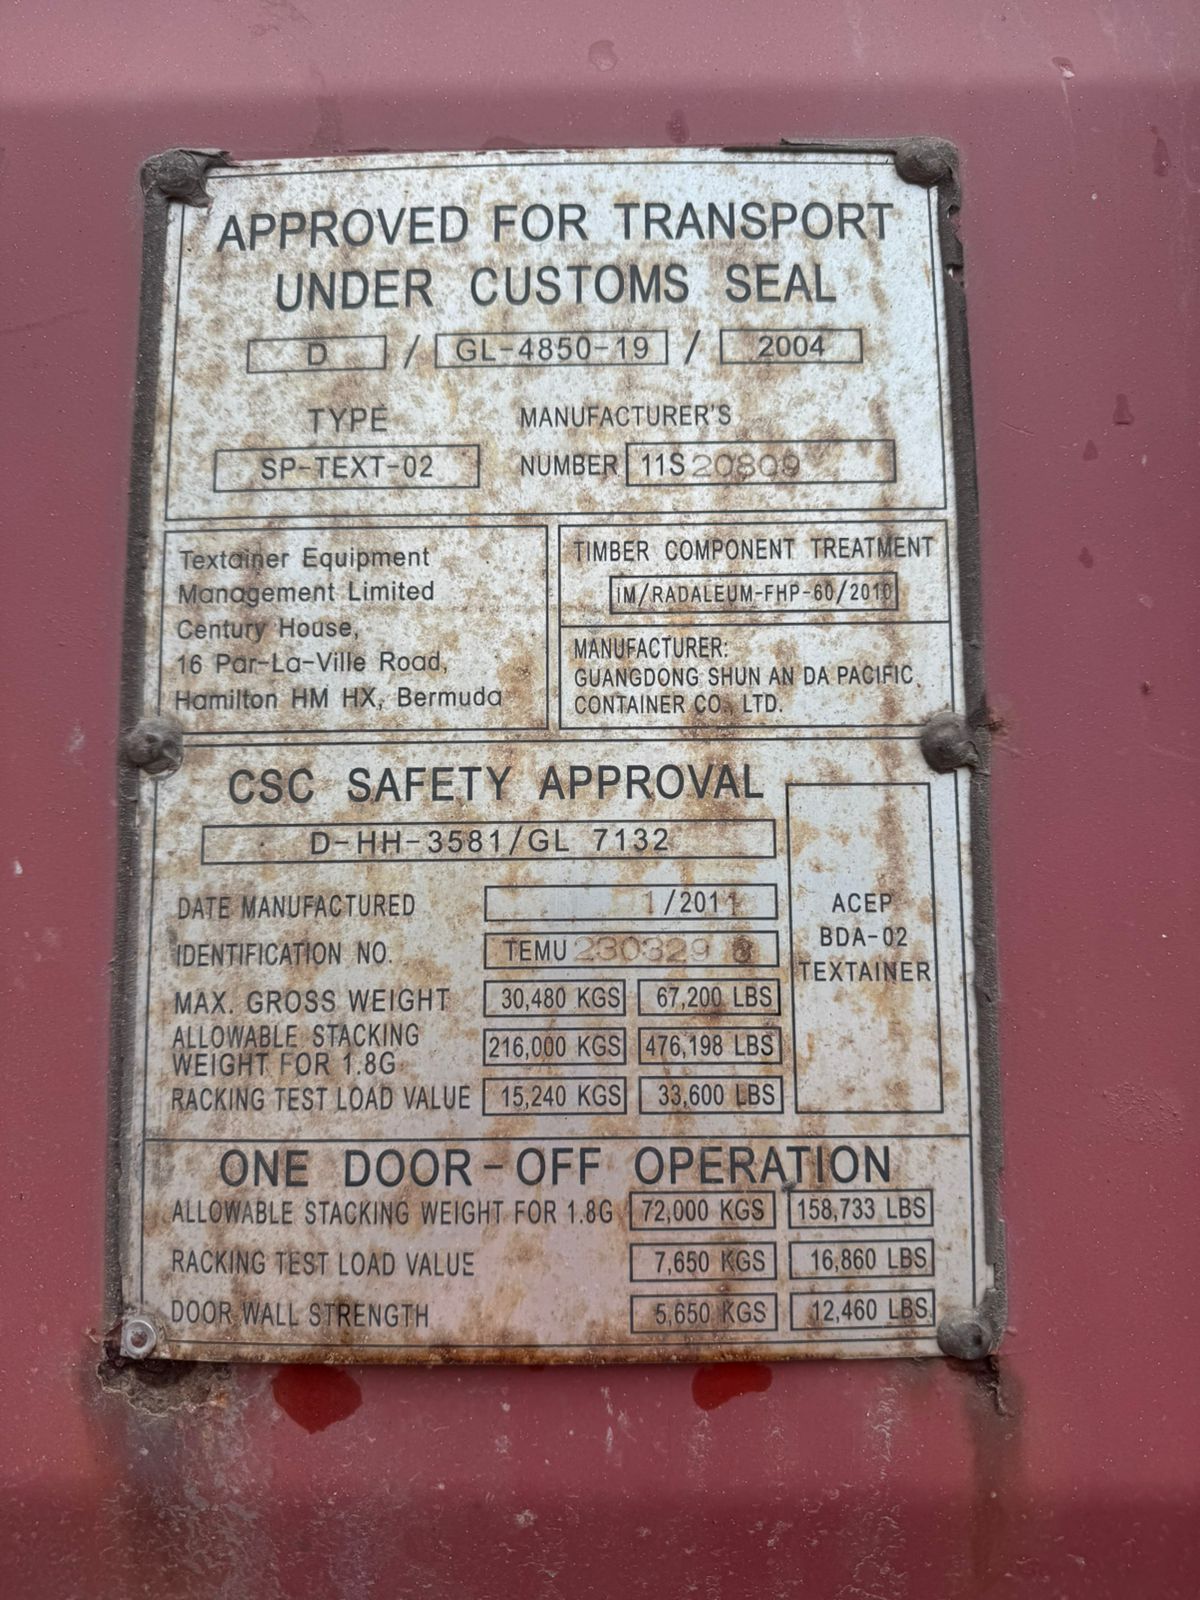 APPROVED FOR TRANSPORT
UNDER CUSTOMS SEAL
D / GL-4850-19 / 2004
TYPE
SP-TEXT-02
MANUFACTURER'S
NUMBER 11S 20809
Textainer Equipment
Management Limited
Century House,
16 Par-La-Ville Road,
Hamilton HM HX, Bermuda
TIMBER COMPONENT TREATMENT
IM/RADALEUM-FHP-60/2010
MANUFACTURER:
GUANGDONG SHUN AN DA PACIFIC
CONTAINER CO., LTD.
CSC SAFETY APPROVAL
D-HH-3581/GL 7132
DATE MANUFACTURED 1/2011
IDENTIFICATION NO. TEMU 230329 8
MAX. GROSS WEIGHT 30,480 KGS 67,200 LBS
ALLOWABLE STACKING
WEIGHT FOR 1.8G 216,000 KGS 476,198 LBS
RACKING TEST LOAD VALUE 15,240 KGS 33,600 LBS
ACEP
BDA-02
TEXTAINER
ONE DOOR-OFF OPERATION
ALLOWABLE STACKING WEIGHT FOR 1.8G 72,000 KGS 158,733 LBS
RACKING TEST LOAD VALUE 7,650 KGS 16,860 LBS
DOOR WALL STRENGTH 5,650 KGS 12,460 LBS